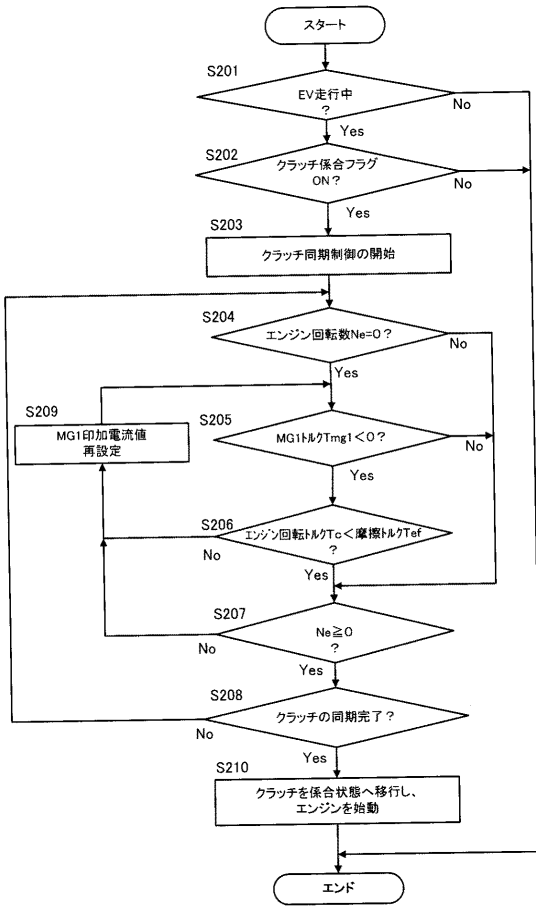 スタート
S201
EV走行中
?
No
Yes
S202
クラッチ係合フラグ
ON?
No
Yes
S203
クラッチ同期制御の開始
S204
エンジン回転数Ne=0?
No
Yes
S209
MG1印加電流値
再設定
S205
MG1トルクTmg1<0?
No
Yes
S206
エンジン回転トルクTc<摩擦トルクTef
?
No
Yes
S207
Ne≧0
?
No
Yes
S208
クラッチの同期完了?
No
Yes
S210
クラッチを係合状態へ移行し、
エンジンを始動
エンド